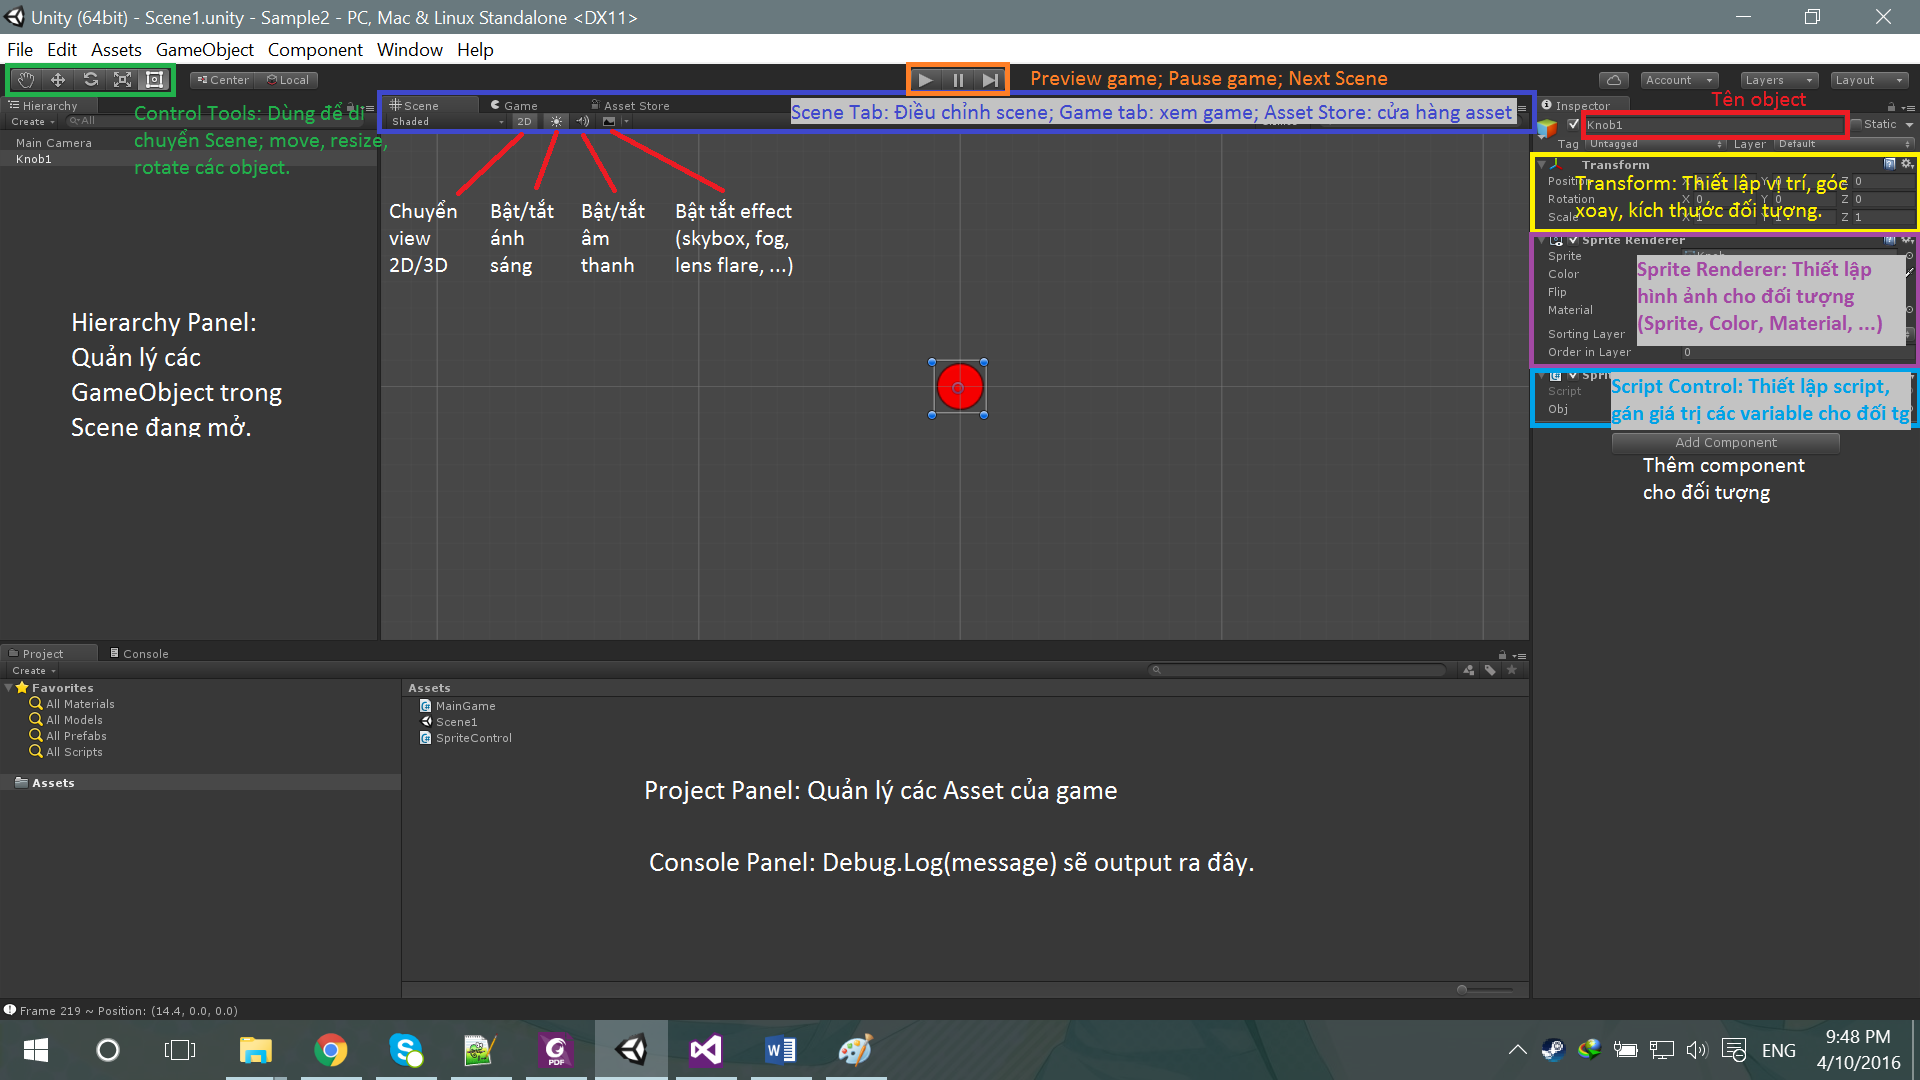 Unity (64bit) - Scene1.unity - Sample2 - PC, Mac & Linux Standalone <DX11>
File Edit Assets GameObject Component Window Help
Center Local
Preview game; Pause game; Next Scene
Account Layers Layout
Hierarchy
Create All
Main Camera
Knob1
Control Tools: Dùng để di
chuyển Scene; move, resize,
rotate các object.
Scene Game Asset Store
Shaded 2D
Scene Tab: Điều chỉnh scene; Game tab: xem game; Asset Store: cửa hàng asset
Chuyển
view
2D/3D
Bật/tắt
ánh
sáng
Bật/tắt
âm
thanh
Bật tắt effect
(skybox, fog,
lens flare, ...)
Hierarchy Panel:
Quản lý các
GameObject trong
Scene đang mở.
Inspector
Tên object
Knob1 Static
Tag Untagged Layer Default
Transform
Position X 0 Y 0 Z 0
Rotation X 0 Y 0 Z 0
Scale X 1 Y 1 Z 1
Transform: Thiết lập vị trí, góc
xoay, kích thước đối tượng.
Sprite Renderer
Sprite
Color
Flip
Material
Sorting Layer
Order in Layer 0
Sprite Renderer: Thiết lập
hình ảnh cho đối tượng
(Sprite, Color, Material, ...)
Script
Obj
Script Control: Thiết lập script,
gán giá trị các variable cho đối tg
Add Component
Thêm component
cho đối tượng
Project Console
Create
Favorites
All Materials
All Models
All Prefabs
All Scripts
Assets
Assets
MainGame
Scene1
SpriteControl
Project Panel: Quản lý các Asset của game
Console Panel: Debug.Log(message) sẽ output ra đây.
Frame 219 ~ Position: (14.4, 0.0, 0.0)
PDF
ENG
9:48 PM
4/10/2016